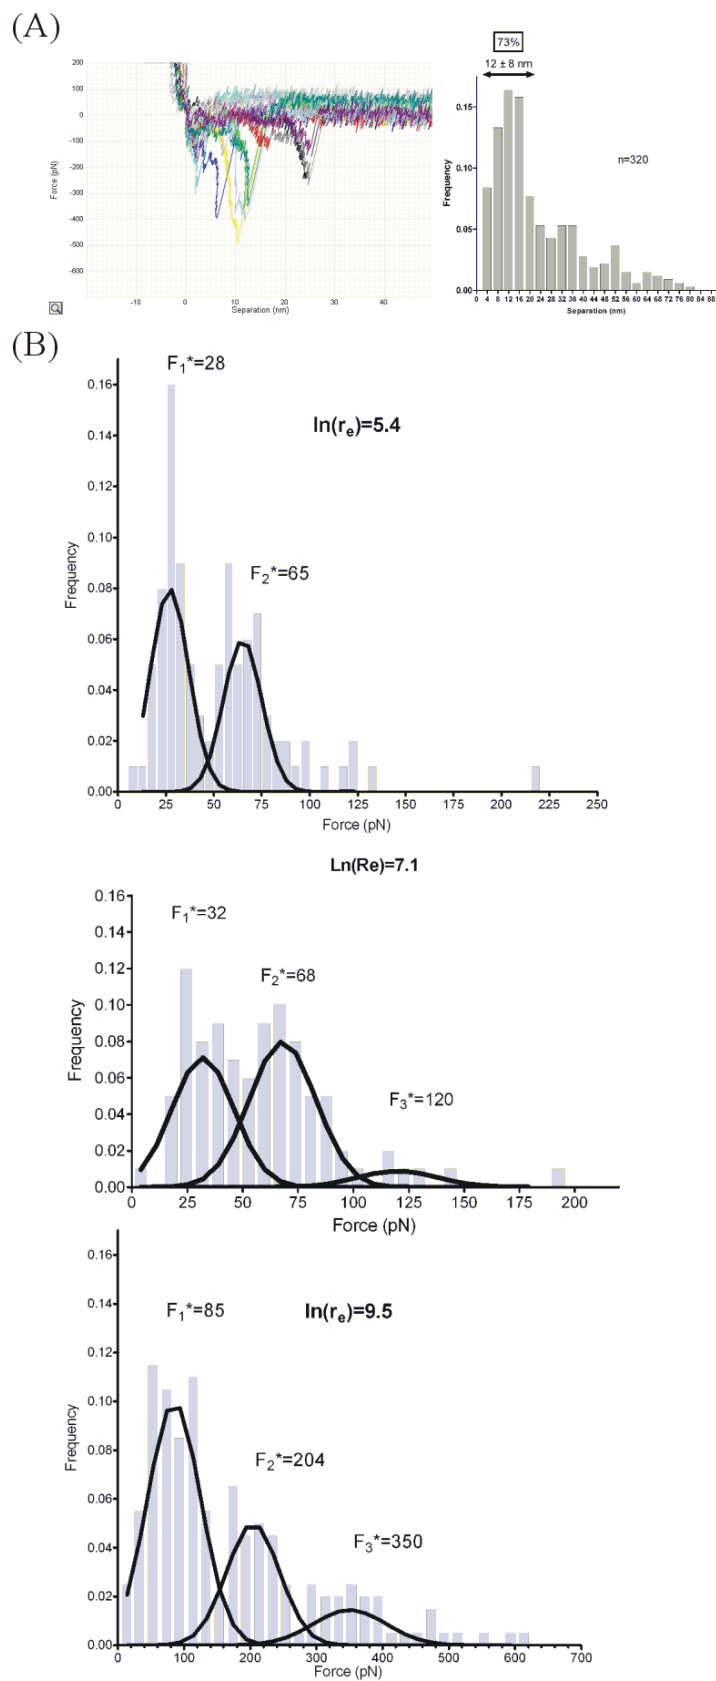 (A)
200
100
0
-100
-200
-300
-400
-500
-600
Force (pN)
-10
0
10
20
30
40
Separation (nm)
73%
12 ± 8 nm
0.15
0.10
0.05
0.00
Frequency
n=320
0 4 8 12 16 20 24 28 32 36 40 44 48 52 56 60 64 68 72 76 80 84 88
Separation (nm)
(B)
F1*=28
ln(re)=5.4
F2*=65
0.16
0.14
0.12
0.10
0.08
0.06
0.04
0.02
0.00
Frequency
0 25 50 75 100 125 150 175 200 225 250
Force (pN)
Ln(Re)=7.1
F1*=32
F2*=68
F3*=120
0.16
0.14
0.12
0.10
0.08
0.06
0.04
0.02
0.00
Frequency
0 25 50 75 100 125 150 175 200
Force (pN)
F1*=85
ln(re)=9.5
F2*=204
F3*=350
0.16
0.14
0.12
0.10
0.08
0.06
0.04
0.02
0.00
Frequency
0 100 200 300 400 500 600 700
Force (pN)